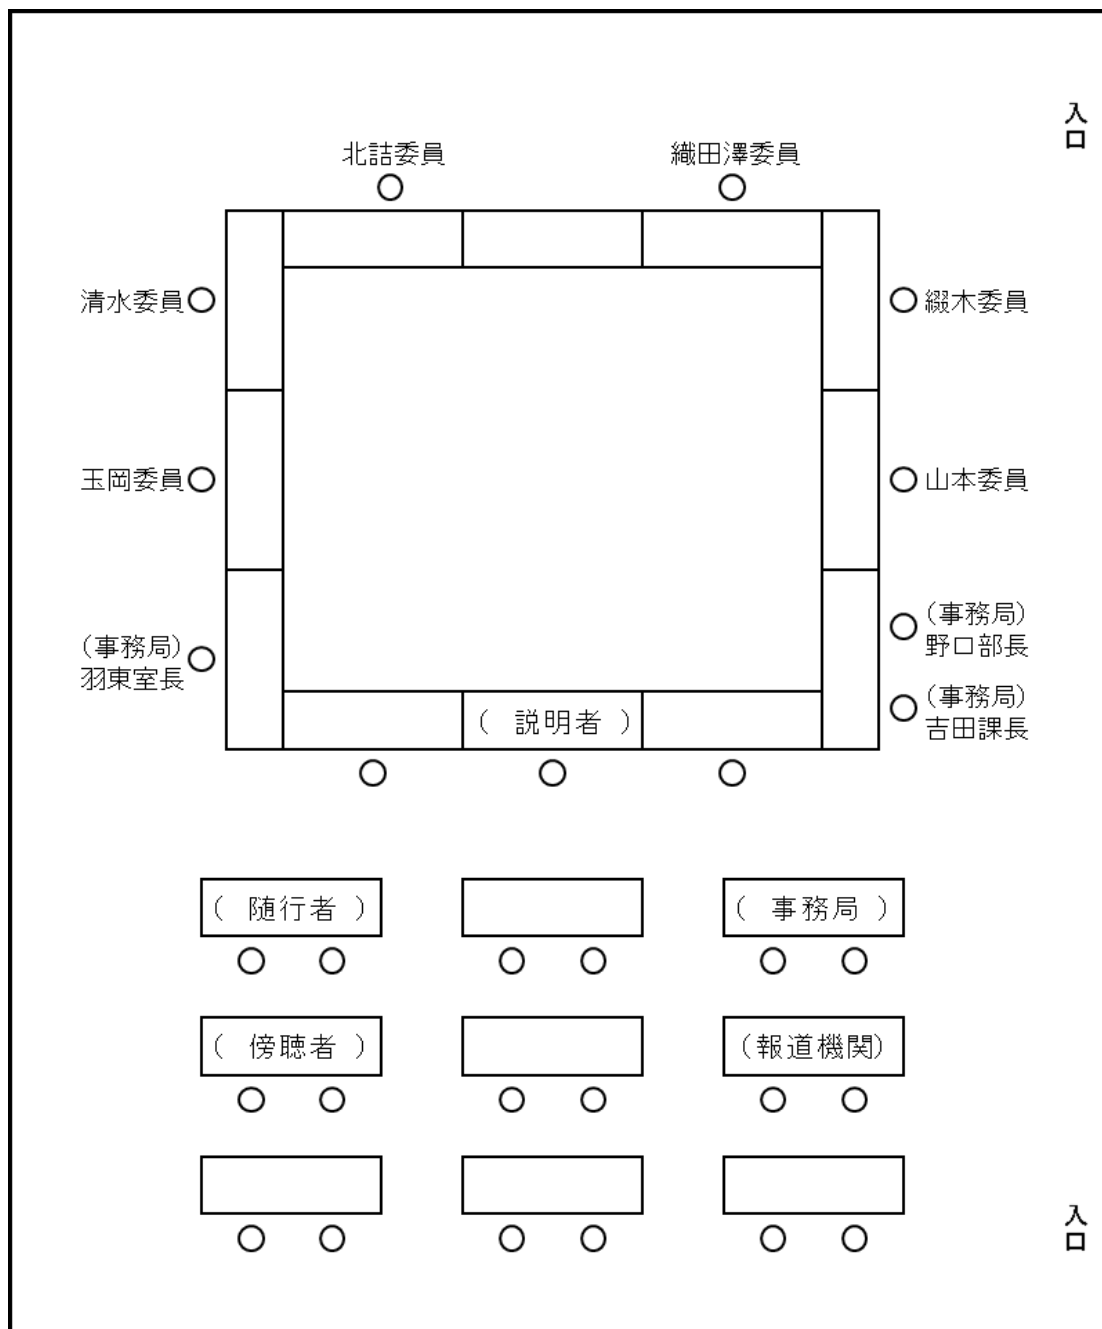 入口
北詰委員
織田澤委員
清水委員
綴木委員
玉岡委員
山本委員
(事務局)
羽東室長
(事務局)
野口部長
(事務局)
吉田課長
( 説明者 )
( 随行者 )
( 事務局 )
( 傍聴者 )
(報道機関)
入口